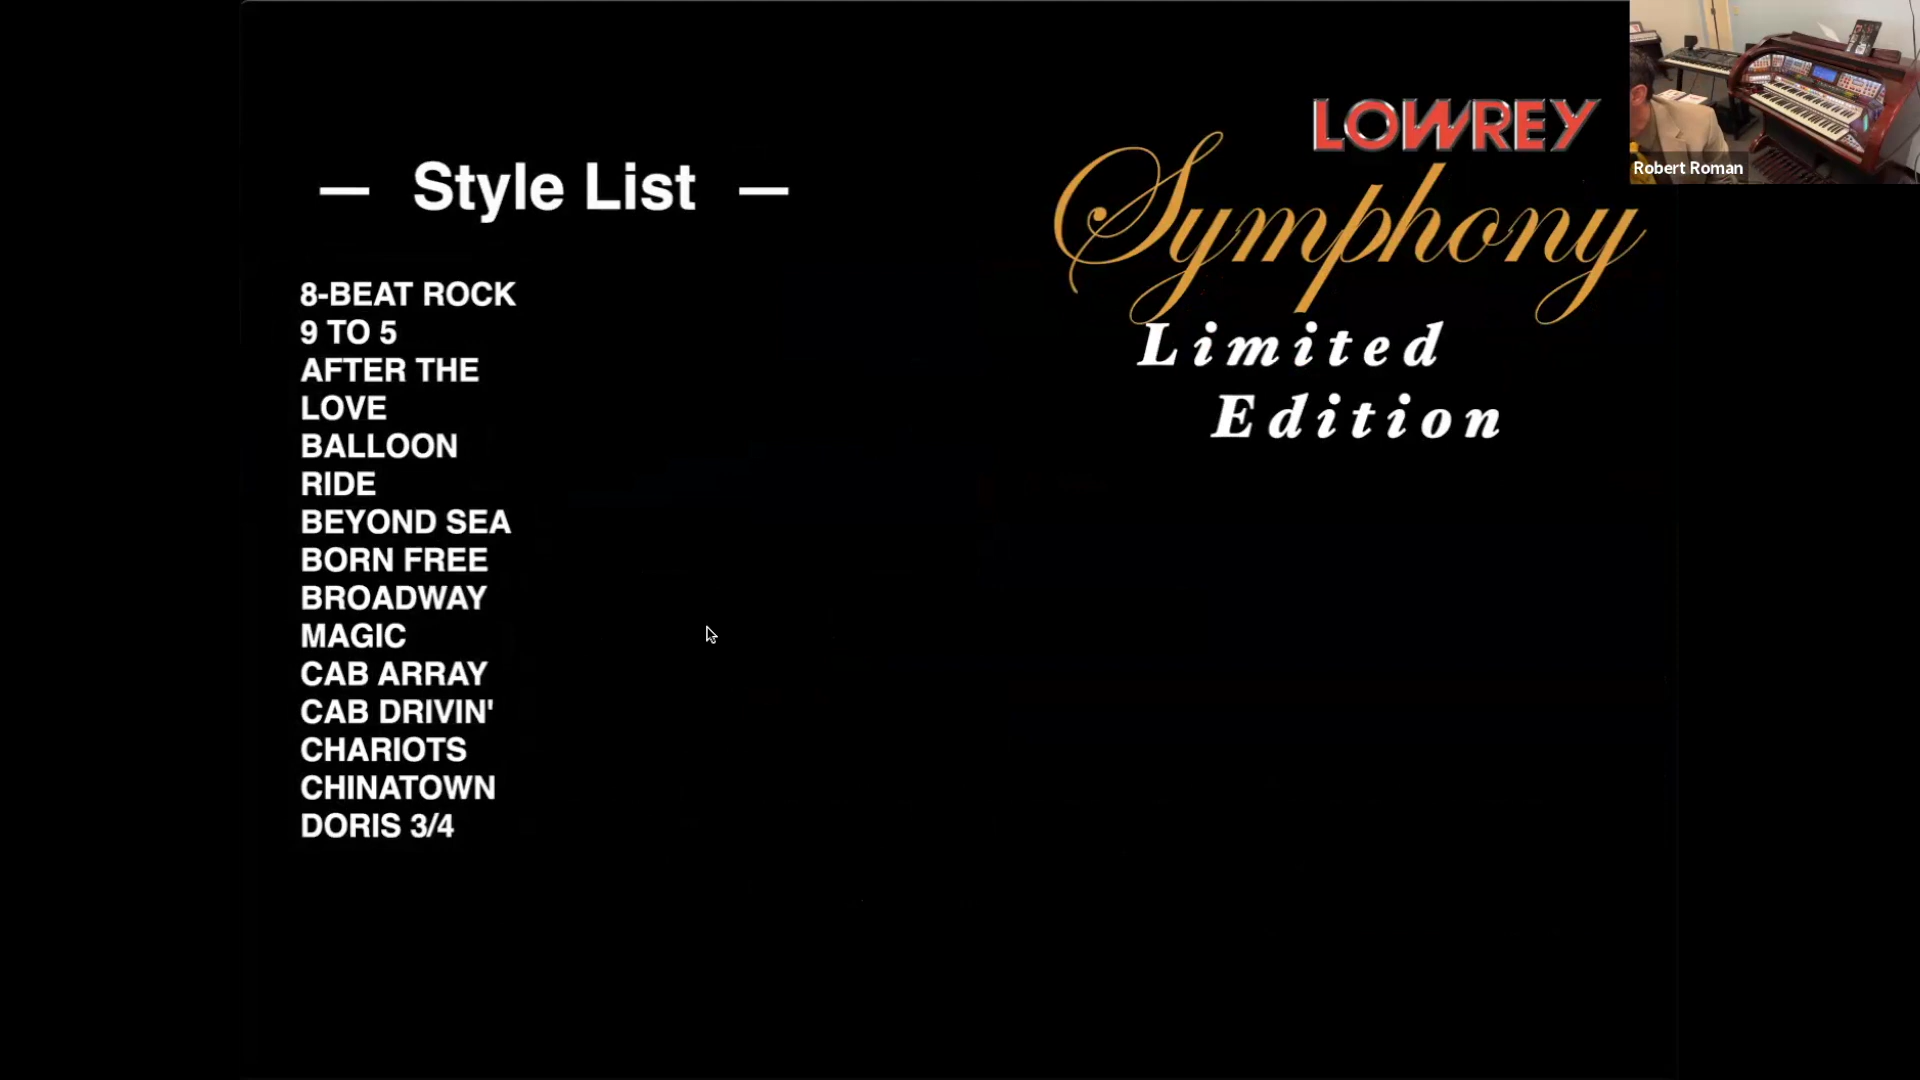 — Style List —
8-BEAT ROCK
9 TO 5
AFTER THE
LOVE
BALLOON
RIDE
BEYOND SEA
BORN FREE
BROADWAY
MAGIC
CAB ARRAY
CAB DRIVIN'
CHARIOTS
CHINATOWN
DORIS 3/4
LOWREY
Symphony
Limited
Edition
Robert Roman